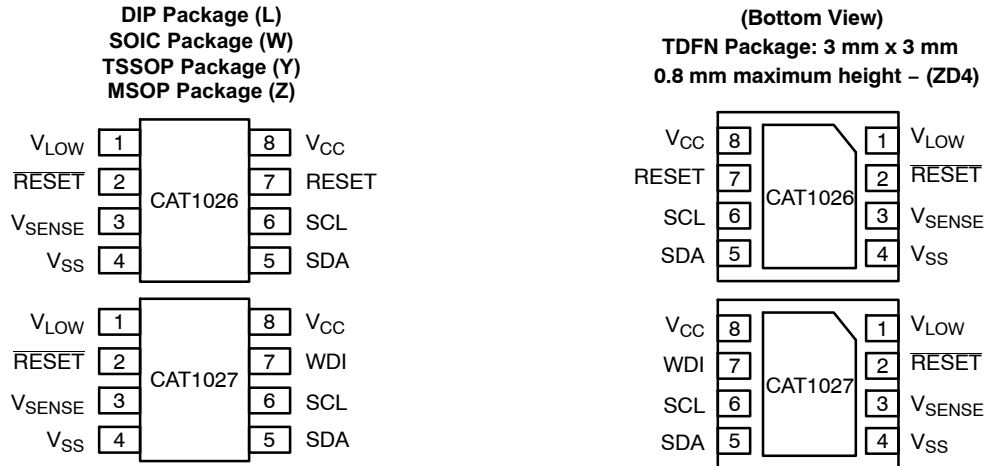 DIP Package (L)
SOIC Package (W)
TSSOP Package (Y)
MSOP Package (Z)
VLOW 1 8 VCC
RESET 2 7 RESET
CAT1026
VSENSE 3 6 SCL
VSS 4 5 SDA
VLOW 1 8 VCC
RESET 2 7 WDI
CAT1027
VSENSE 3 6 SCL
VSS 4 5 SDA
(Bottom View)
TDFN Package: 3 mm x 3 mm
0.8 mm maximum height – (ZD4)
VCC 8 1 VLOW
RESET 7 2 RESET
CAT1026
SCL 6 3 VSENSE
SDA 5 4 VSS
VCC 8 1 VLOW
WDI 7 2 RESET
CAT1027
SCL 6 3 VSENSE
SDA 5 4 VSS